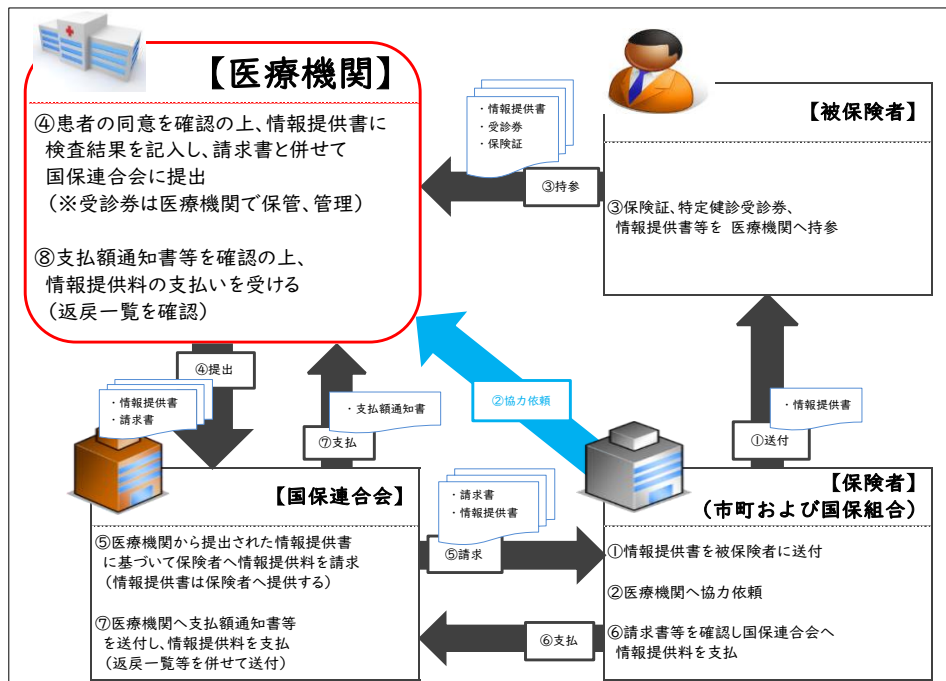 【医療機関】
④患者の同意を確認の上、情報提供書に
検査結果を記入し、請求書と併せて
国保連合会に提出
(※受診券は医療機関で保管、管理)
⑧支払額通知書等を確認の上、
情報提供料の支払いを受ける
(返戻一覧を確認)
・情報提供書
・受診券
・保険証
③持参
【被保険者】
③保険証、特定健診受診券、
情報提供書等を 医療機関へ持参
④提出
・情報提供書
・請求書
・支払額通知書
⑦支払
②協力依頼
・情報提供書
①送付
【国保連合会】
⑤医療機関から提出された情報提供書
に基づいて保険者へ情報提供料を請求
(情報提供書は保険者へ提供する)
⑦医療機関へ支払額通知書等
を送付し、情報提供料を支払
(返戻一覧等を併せて送付)
・請求書
・情報提供書
⑤請求
⑥支払
【保険者】
(市町および国保組合)
①情報提供書を被保険者に送付
②医療機関へ協力依頼
⑥請求書等を確認し国保連合会へ
情報提供料を支払